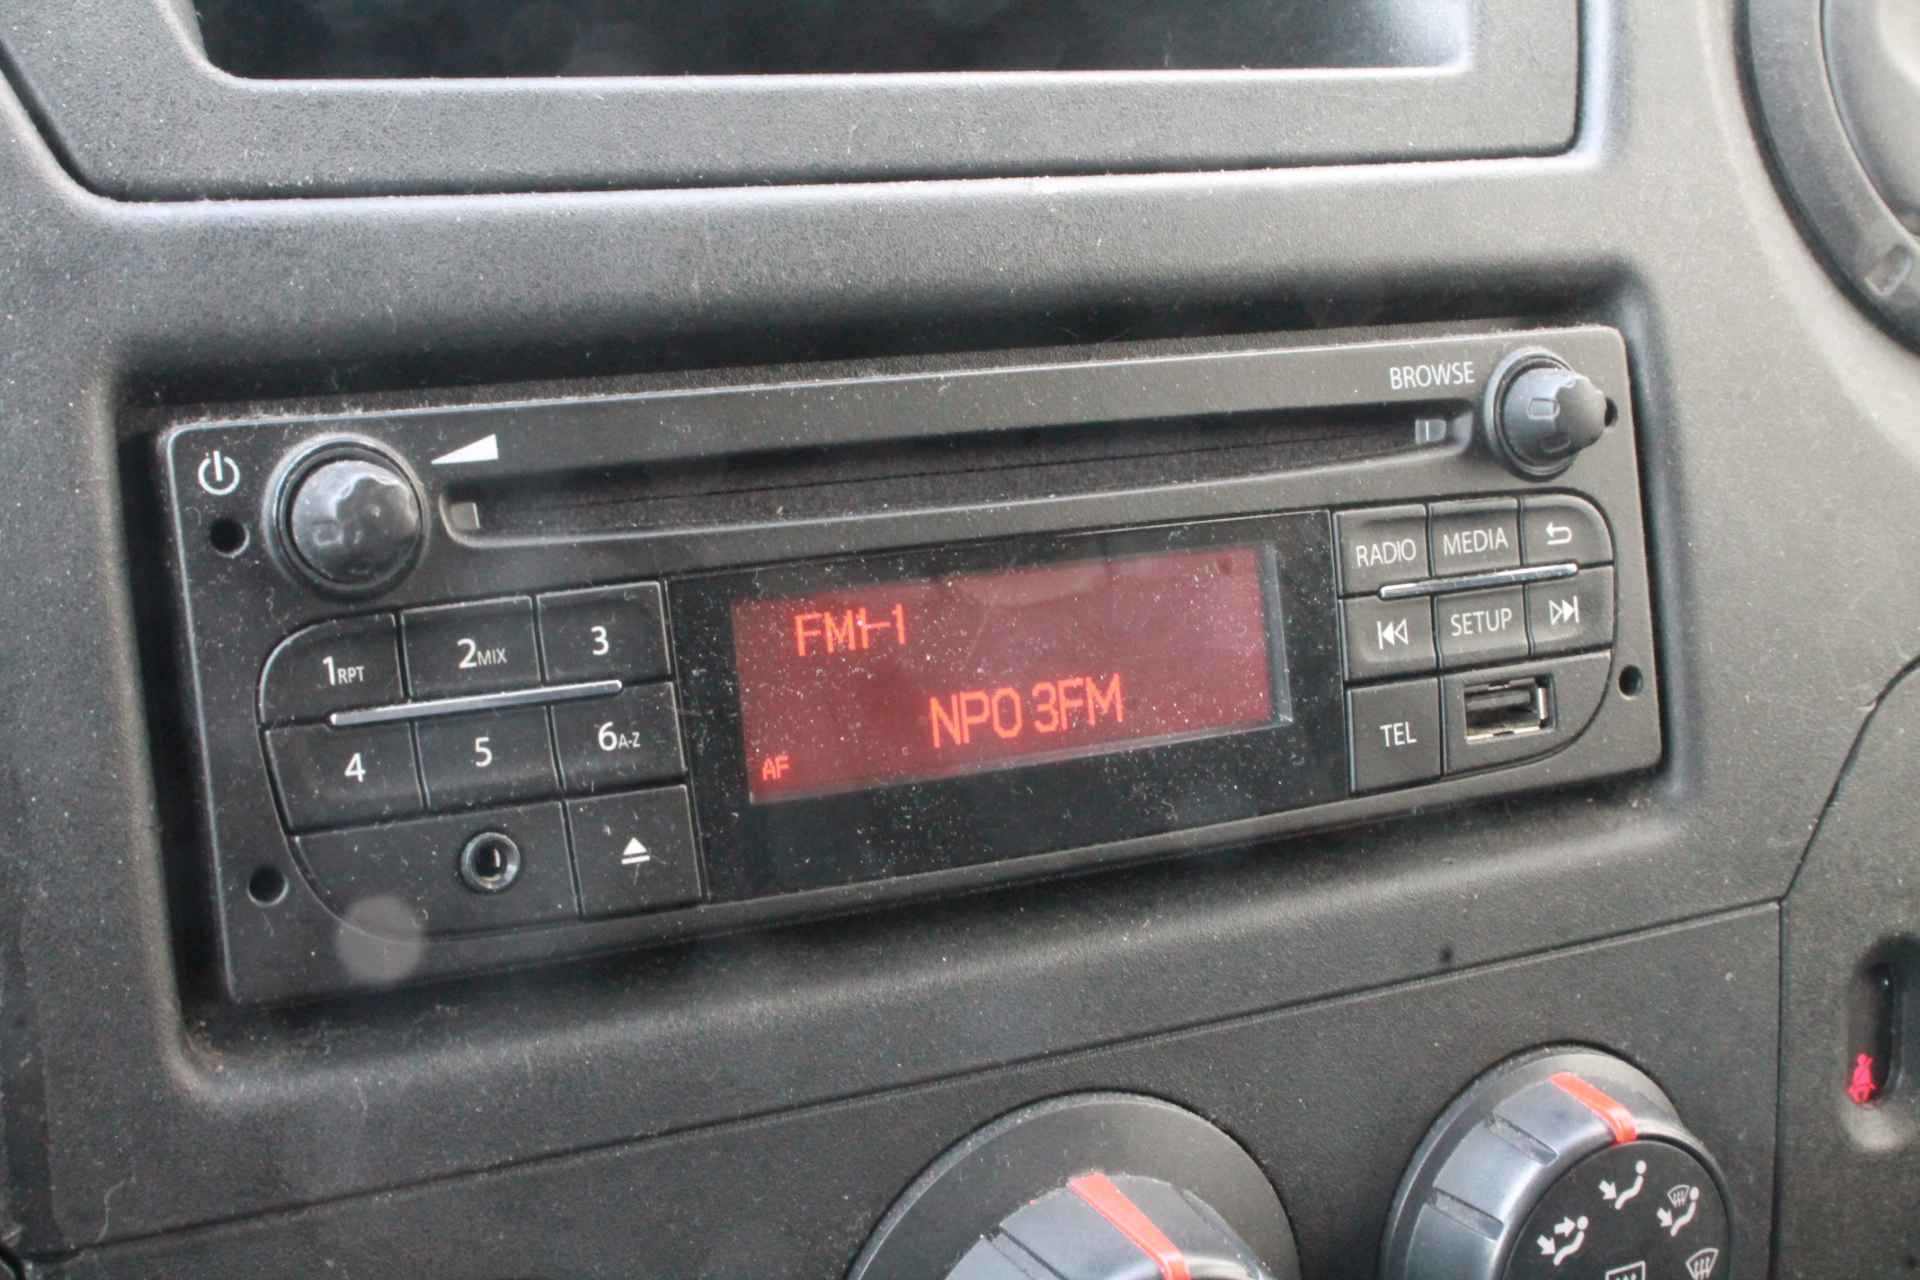 BROWSE
RADIO MEDIA
SETUP
TEL
1RPT 2MIX 3
4 5 6A-Z
FM1-1
NPO 3FM
AF